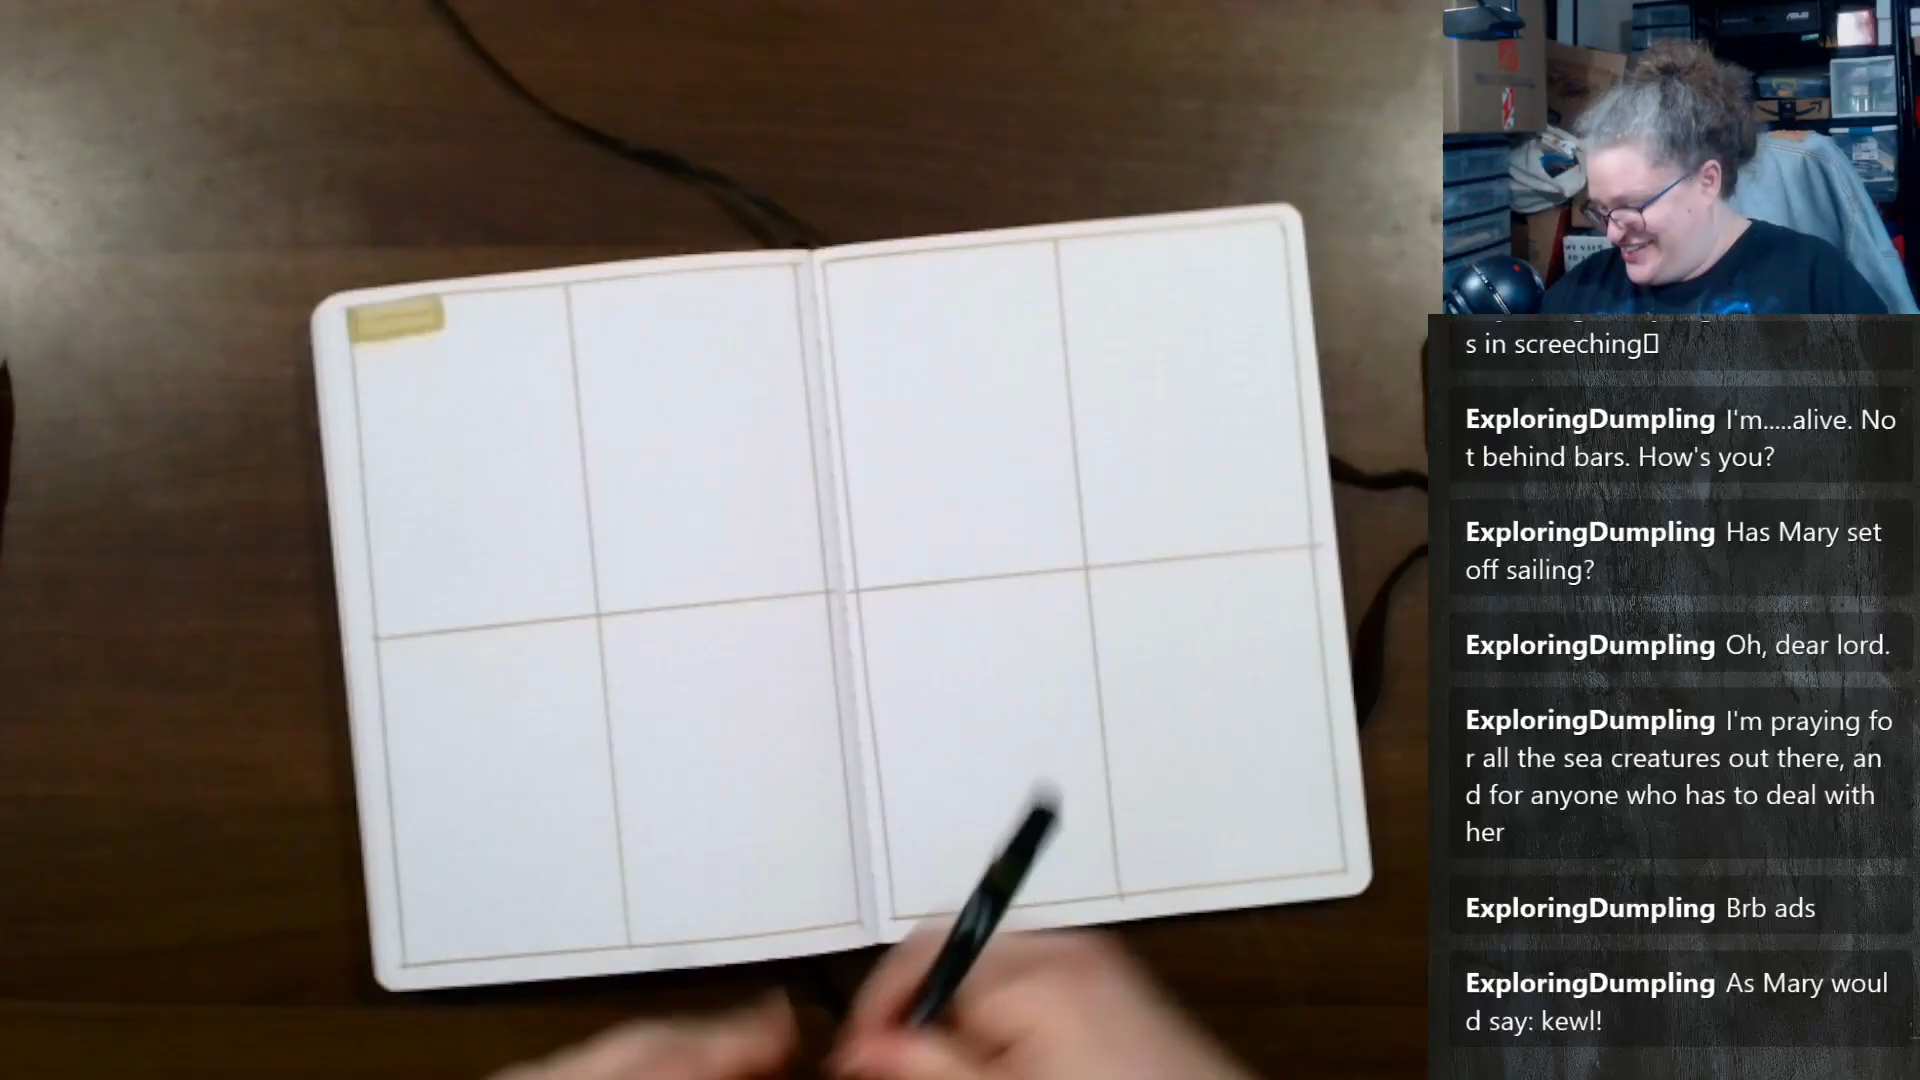 ASUS
s in screeching
ExploringDumpling I'm.....alive. No
t behind bars. How's you?
ExploringDumpling Has Mary set
off sailing?
ExploringDumpling Oh, dear lord.
ExploringDumpling I'm praying fo
r all the sea creatures out there, an
d for anyone who has to deal with
her
ExploringDumpling Brb ads
ExploringDumpling As Mary woul
d say: kewl!